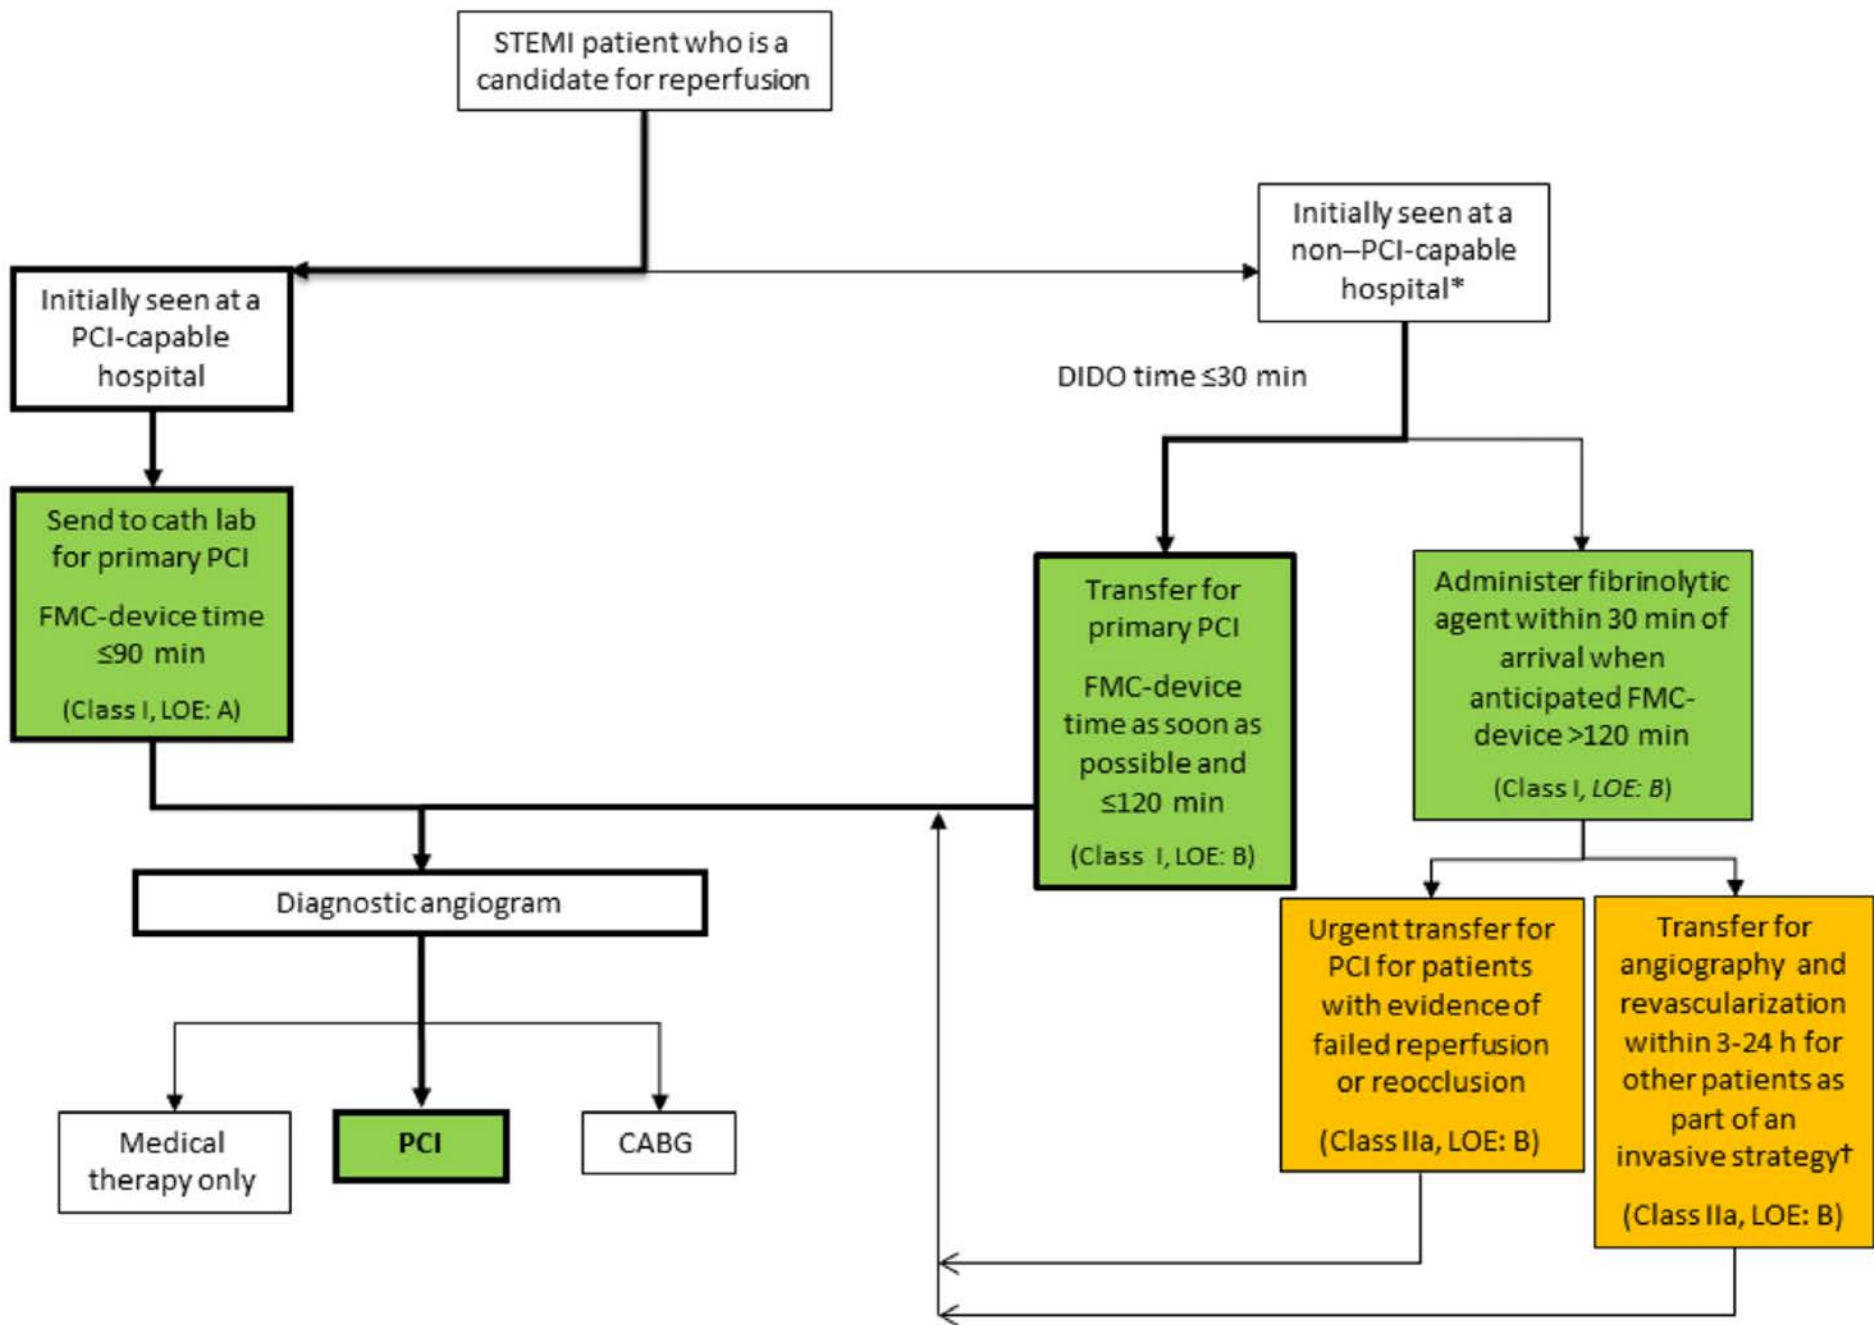 STEMI patient who is a
candidate for reperfusion
Initially seen at a
non–PCI-capable
hospital*
Initially seen at a
PCI-capable
hospital
DIDO time ≤30 min
Send to cath lab
for primary PCI
FMC-device time
≤90 min
(Class I, LOE: A)
Transfer for
primary PCI
FMC-device
time as soon as
possible and
≤120 min
(Class I, LOE: B)
Administer fibrinolytic
agent within 30 min of
arrival when
anticipated FMC-
device >120 min
(Class I, LOE: B)
Diagnostic angiogram
Urgent transfer for
PCI for patients
with evidence of
failed reperfusion
or reocclusion
(Class IIa, LOE: B)
Transfer for
angiography and
revascularization
within 3-24 h for
other patients as
part of an
invasive strategy†
(Class IIa, LOE: B)
Medical
therapy only
PCI
CABG